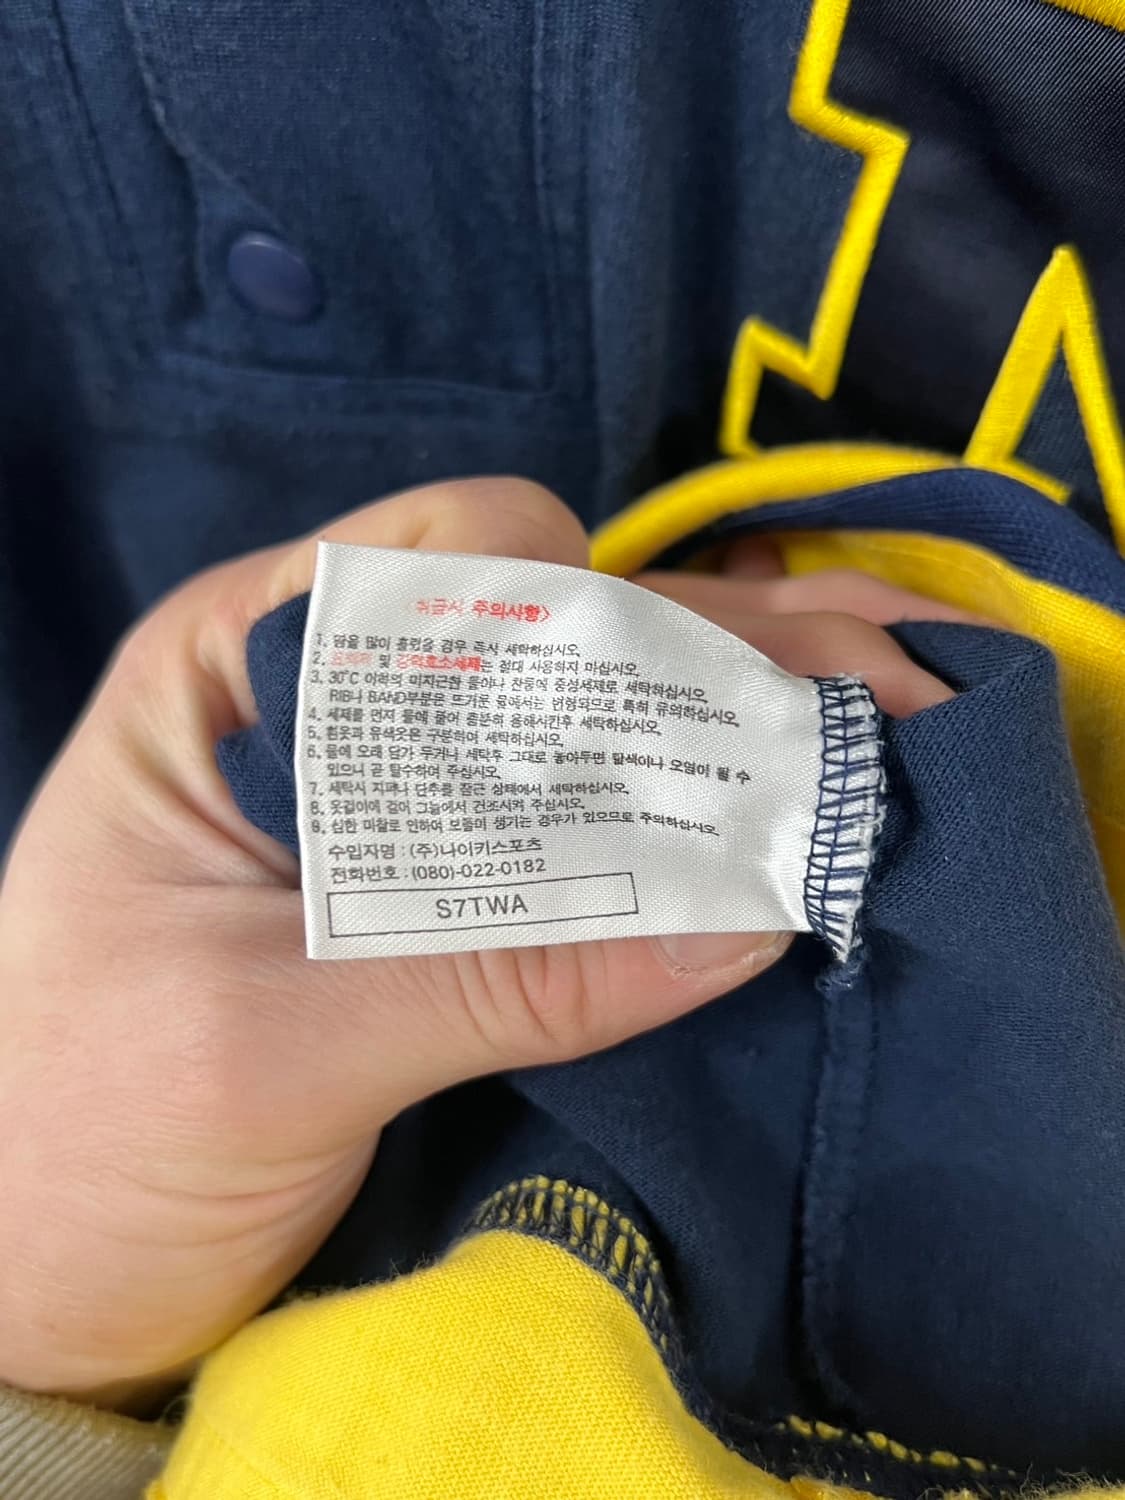 <취급시 주의사항>
1. 땀을 많이 흘렸을 경우 즉시 세탁하십시오.
2. 표백제 및 강력효소세제는 절대 사용하지 마십시오.
3. 30℃ 이하의 미지근한 물이나 찬물에 중성세제로 세탁하십시오.
RIB나 BAND부분은 뜨거운 물에서는 변형되므로 특히 유의하십시오.
4. 세제를 먼저 물에 풀어 충분히 용해시킨후 세탁하십시오.
5. 흰옷과 유색옷은 구분하여 세탁하십시오.
6. 물에 오래 담가 두거나 세탁후 그대로 놓아두면 탈색이나 오염이 될 수
있으니 곧 탈수하여 주십시오.
7. 세탁시 지퍼나 단추를 잠근 상태에서 세탁하십시오.
8. 옷걸이에 걸어 그늘에서 건조시켜 주십시오.
9. 심한 마찰로 인하여 보풀이 생기는 경우가 있으므로 주의하십시오.
수입자명 : (주)나이키스포츠
전화번호 : (080)-022-0182
S7TWA